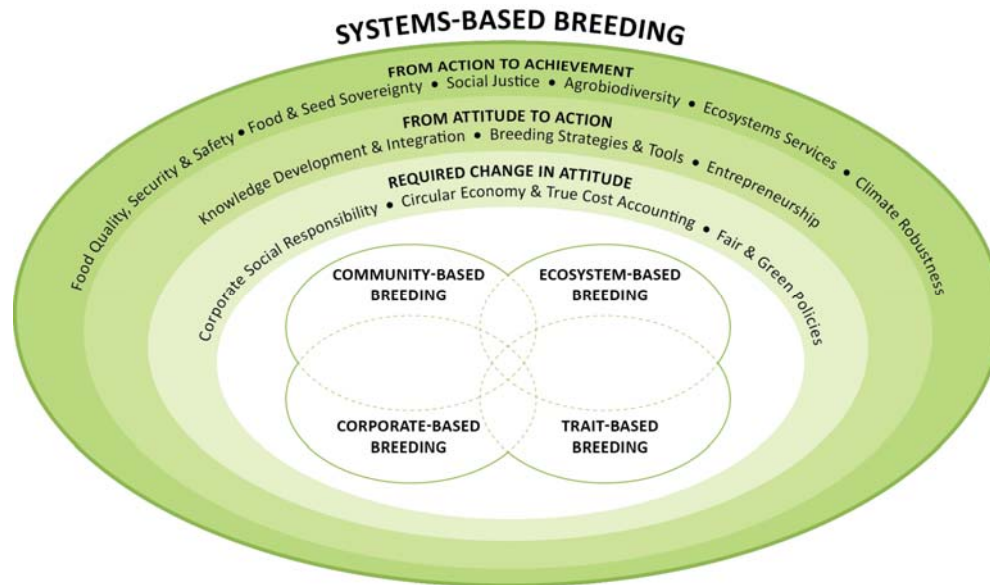 SYSTEMS-BASED BREEDING
FROM ACTION TO ACHIEVEMENT
Food Quality, Security & Safety • Food & Seed Sovereignty • Social Justice • Agrobiodiversity • Ecosystems Services • Climate Robustness
FROM ATTITUDE TO ACTION
Knowledge Development & Integration • Breeding Strategies & Tools • Entrepreneurship
REQUIRED CHANGE IN ATTITUDE
Corporate Social Responsibility • Circular Economy & True Cost Accounting • Fair & Green Policies
COMMUNITY-BASED
BREEDING
ECOSYSTEM-BASED
BREEDING
CORPORATE-BASED
BREEDING
TRAIT-BASED
BREEDING